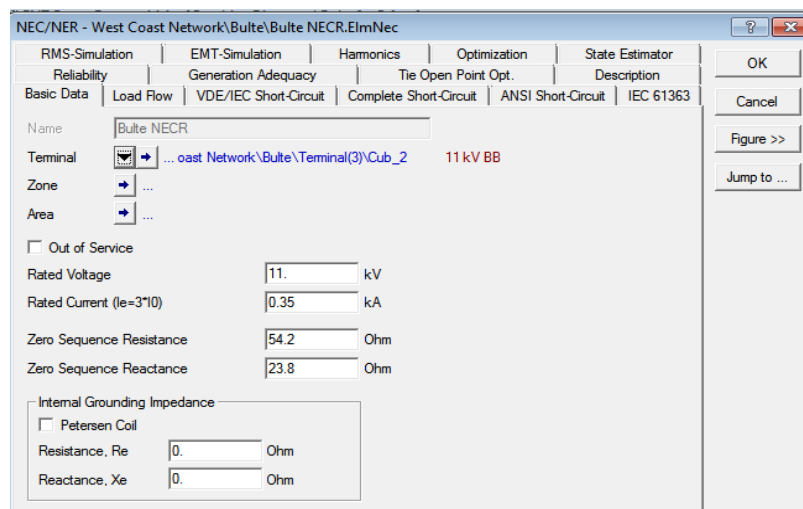 NEC/NER - West Coast Network\Bulte\Bulte NECR.ElmNec
RMS-Simulation EMT-Simulation Harmonics Optimization State Estimator
Reliability Generation Adequacy Tie Open Point Opt. Description
Basic Data Load Flow VDE/IEC Short-Circuit Complete Short-Circuit ANSI Short-Circuit IEC 61363
OK
Cancel
Figure >>
Jump to ...
Name Bulte NECR
Terminal ... oast Network\Bulte\Terminal(3)\Cub_2 11 kV BB
Zone ...
Area ...
Out of Service
Rated Voltage 11. kV
Rated Current (Ie=3*I0) 0.35 kA
Zero Sequence Resistance 54.2 Ohm
Zero Sequence Reactance 23.8 Ohm
Internal Grounding Impedance
Petersen Coil
Resistance, Re 0. Ohm
Reactance, Xe 0. Ohm